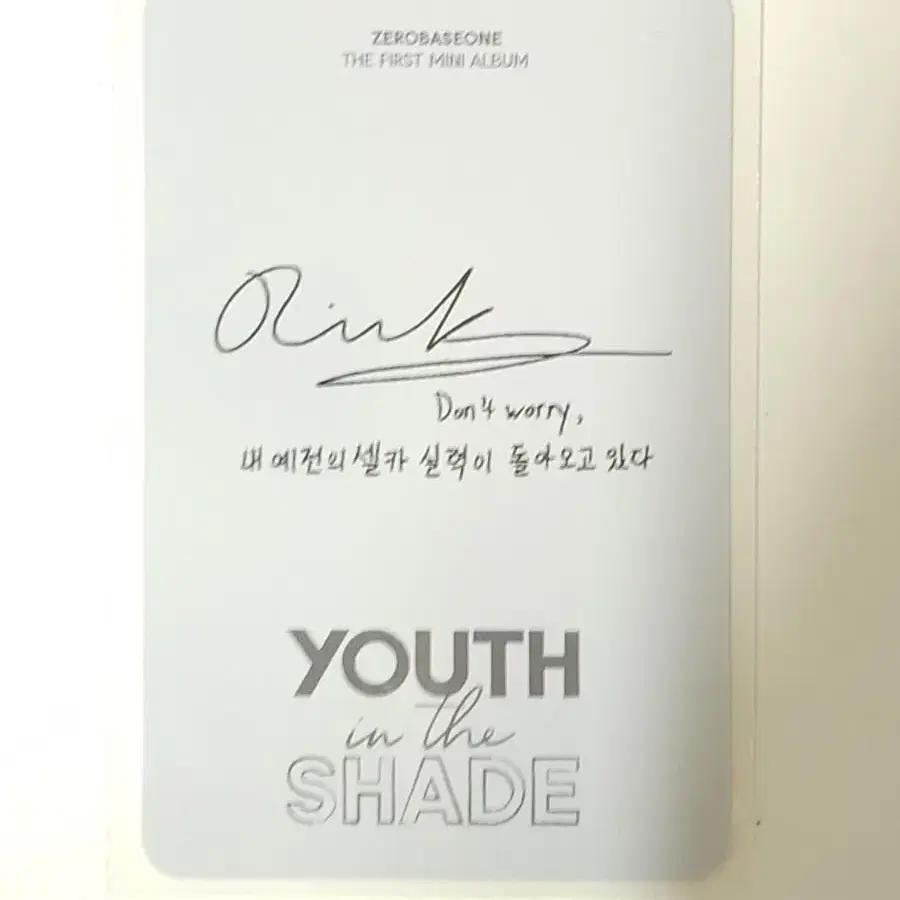 ZEROBASEONE
THE FIRST MINI ALBUM
Don't worry,
내 예전의 셀카 실력이 돌아오고 있다
YOUTH
in the
SHADE